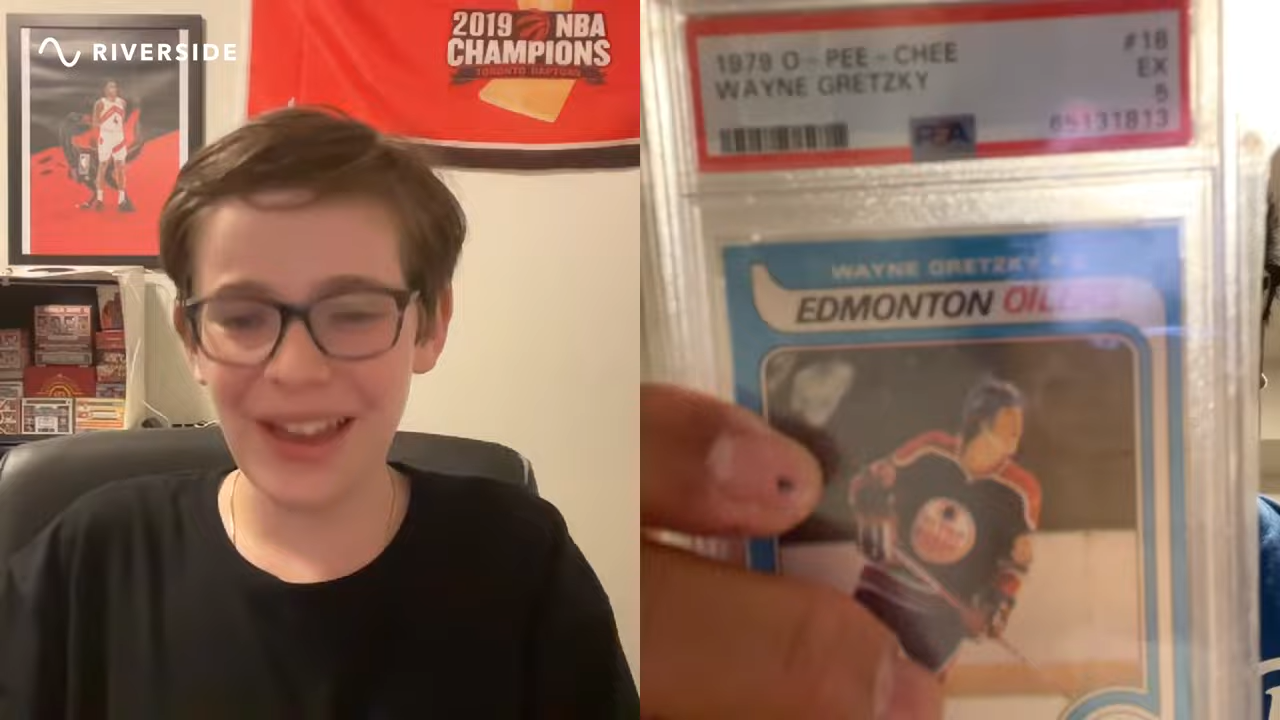 RIVERSIDE
2019 NBA
CHAMPIONS
TORONTO RAPTORS
1979 O - PEE - CHEE #18
WAYNE GRETZKY EX
5
PSA 65131813
WAYNE GRETZKY
EDMONTON OILERS